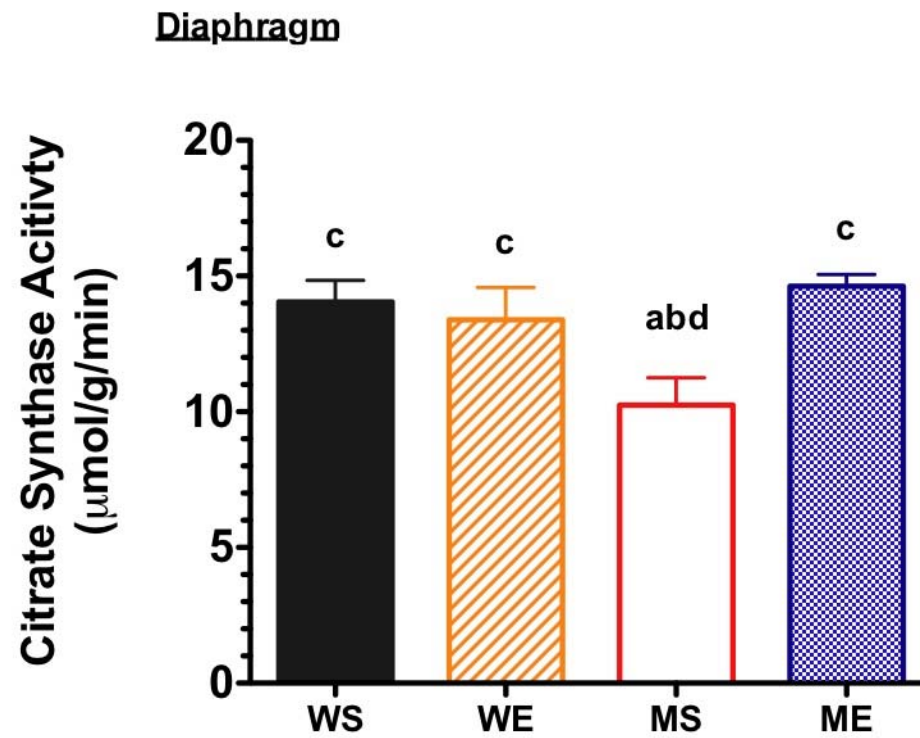 Diaphragm
Citrate Synthase Acitivty
(μmol/g/min)
20
15
10
5
0
c
c
abd
c
WS
WE
MS
ME